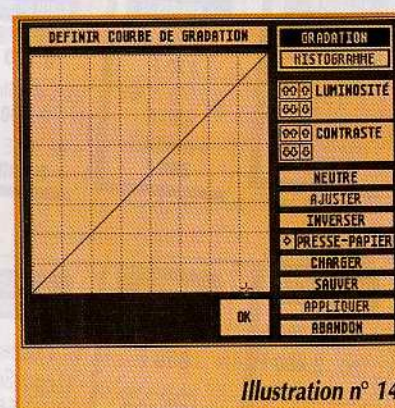 DEFINIR COURBE DE GRADATION
GRADATION
HISTOGRAMME
LUMINOSITÉ
CONTRASTE
NEUTRE
AJUSTER
INVERSER
PRESSE-PAPIER
CHARGER
SAUVER
APPLIQUER
ABANDON
OK
Illustration n° 14